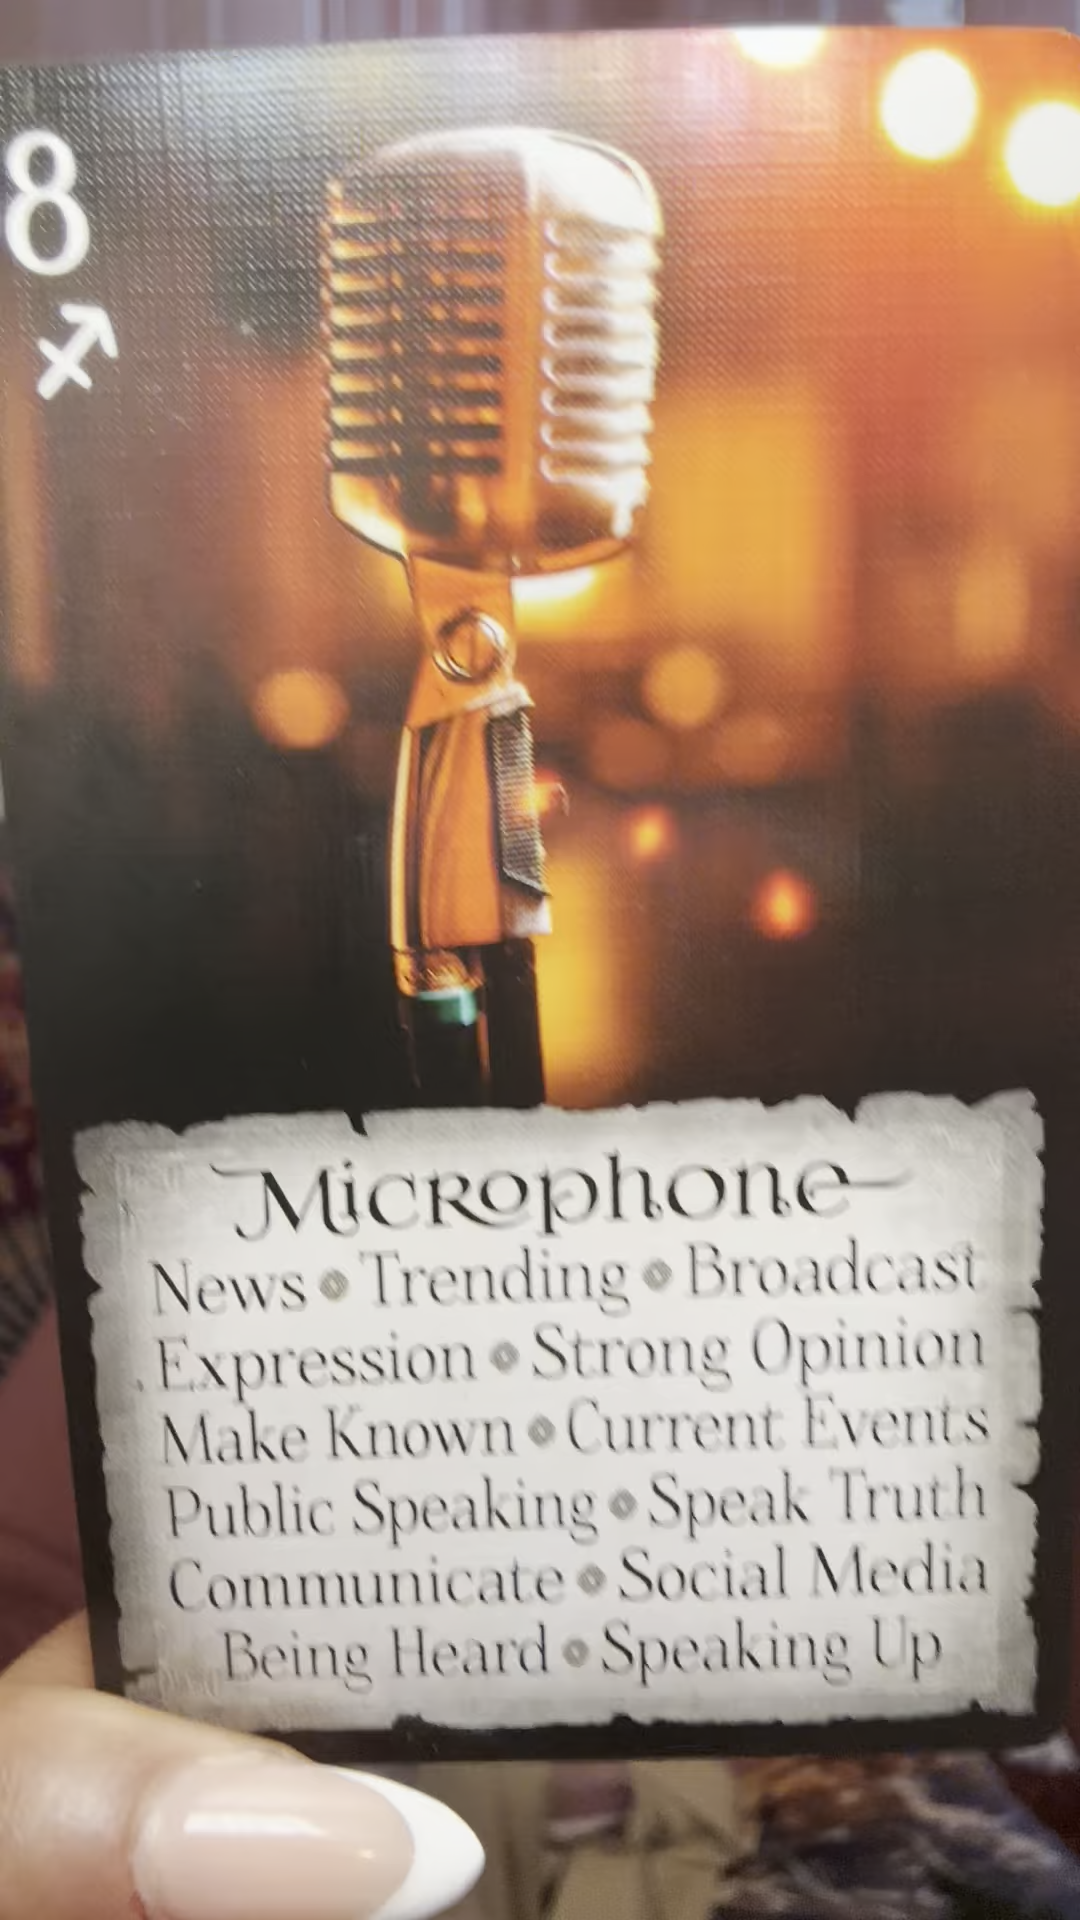 8
♐
Microphone
News • Trending • Broadcast
Expression • Strong Opinion
Make Known • Current Events
Public Speaking • Speak Truth
Communicate • Social Media
Being Heard • Speaking Up